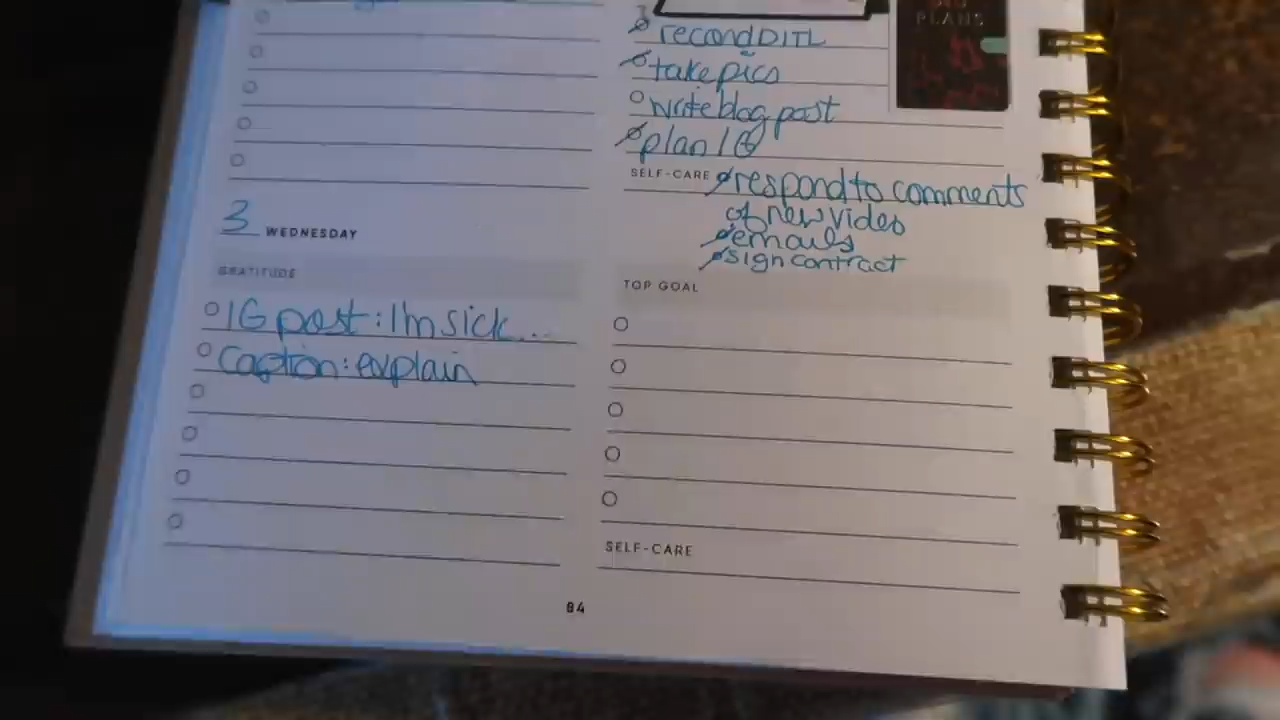 PLANS
record DITL
take pics
write blog post
plan IG
SELF-CARE respond to comments
of new video
emails
sign contract
3 WEDNESDAY
GRATITUDE
IG post: I'm sick...
Caption: explain
TOP GOAL
SELF-CARE
84